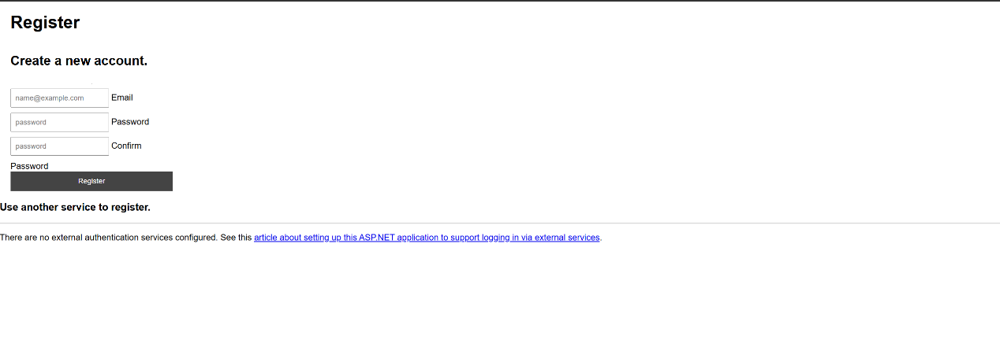 Register
Create a new account.
name@example.com Email
password Password
password Confirm
Password
Register
Use another service to register.
There are no external authentication services configured. See this article about setting up this ASP.NET application to support logging in via external services.